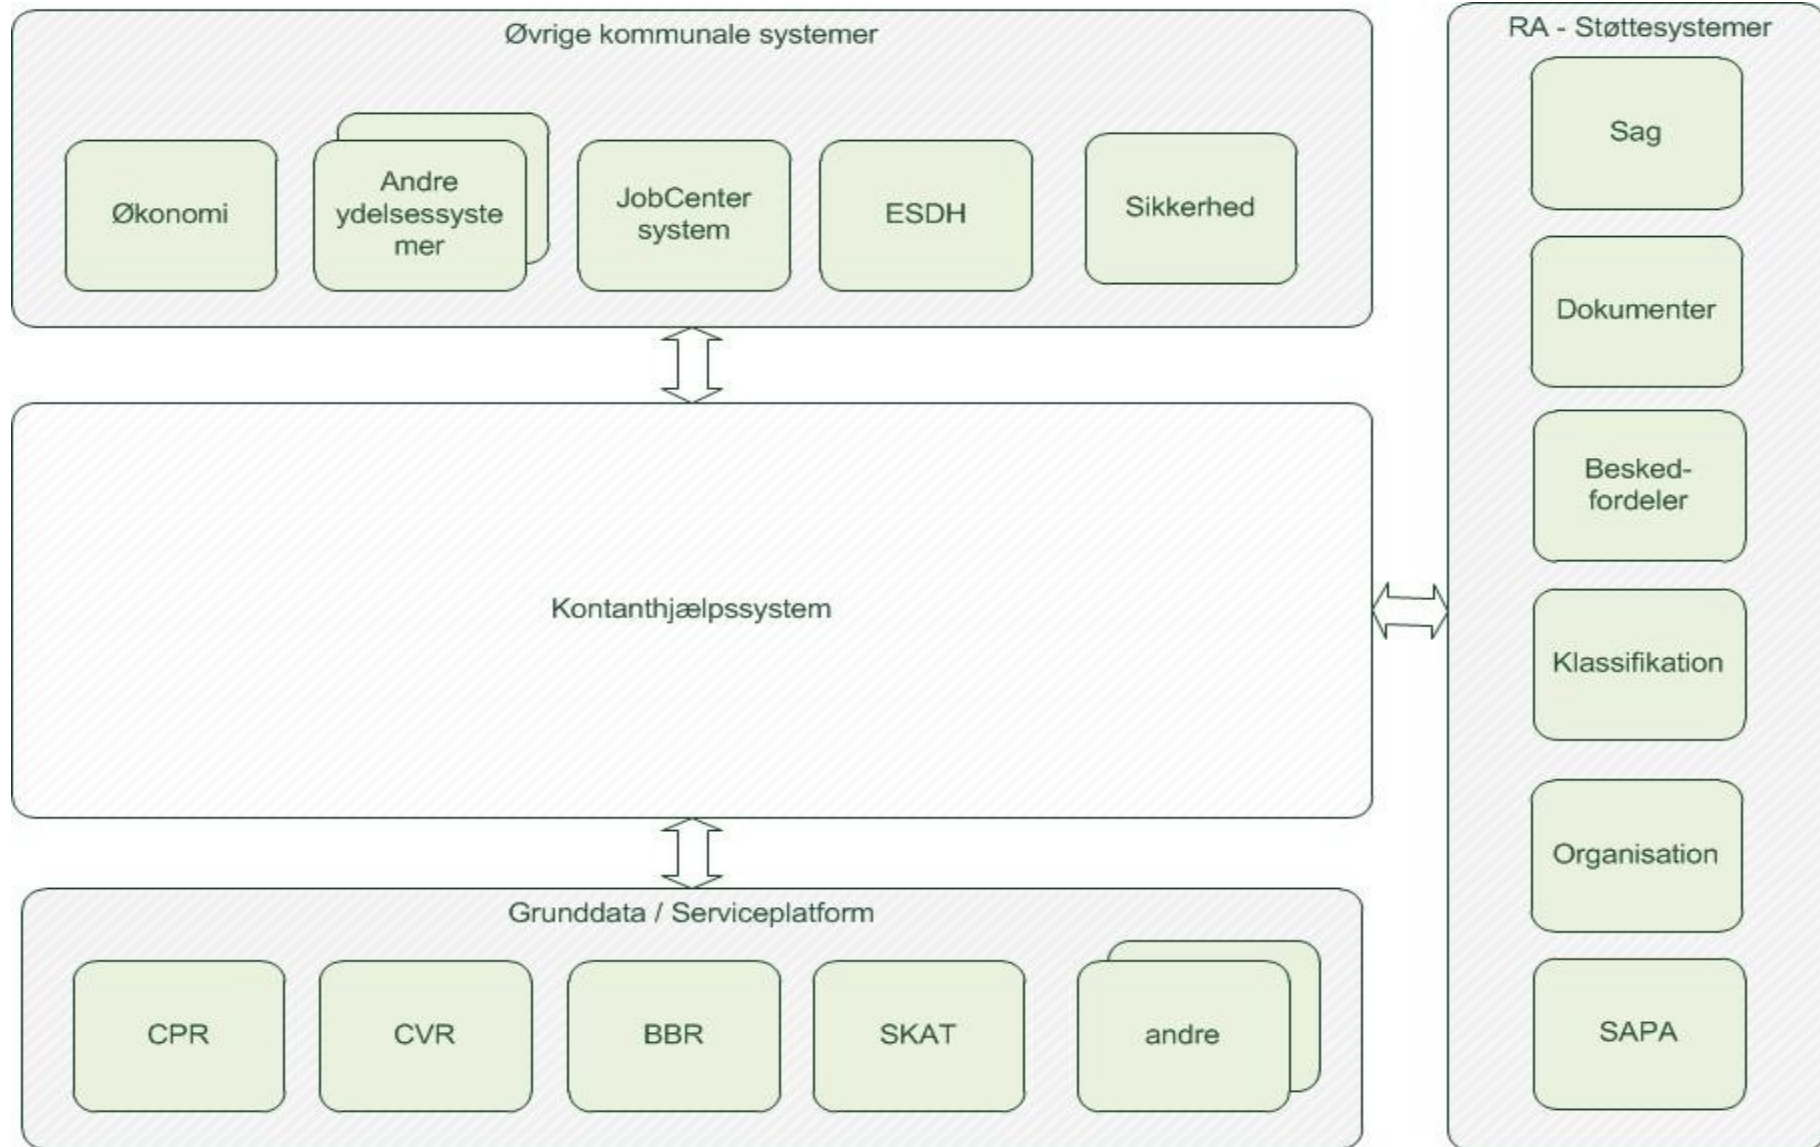 Øvrige kommunale systemer
Økonomi
Andre
ydelsessyste
mer
JobCenter
system
ESDH
Sikkerhed
Kontanthjælpssystem
Grunddata / Serviceplatform
CPR
CVR
BBR
SKAT
andre
RA - Støttesystemer
Sag
Dokumenter
Besked-
fordeler
Klassifikation
Organisation
SAPA